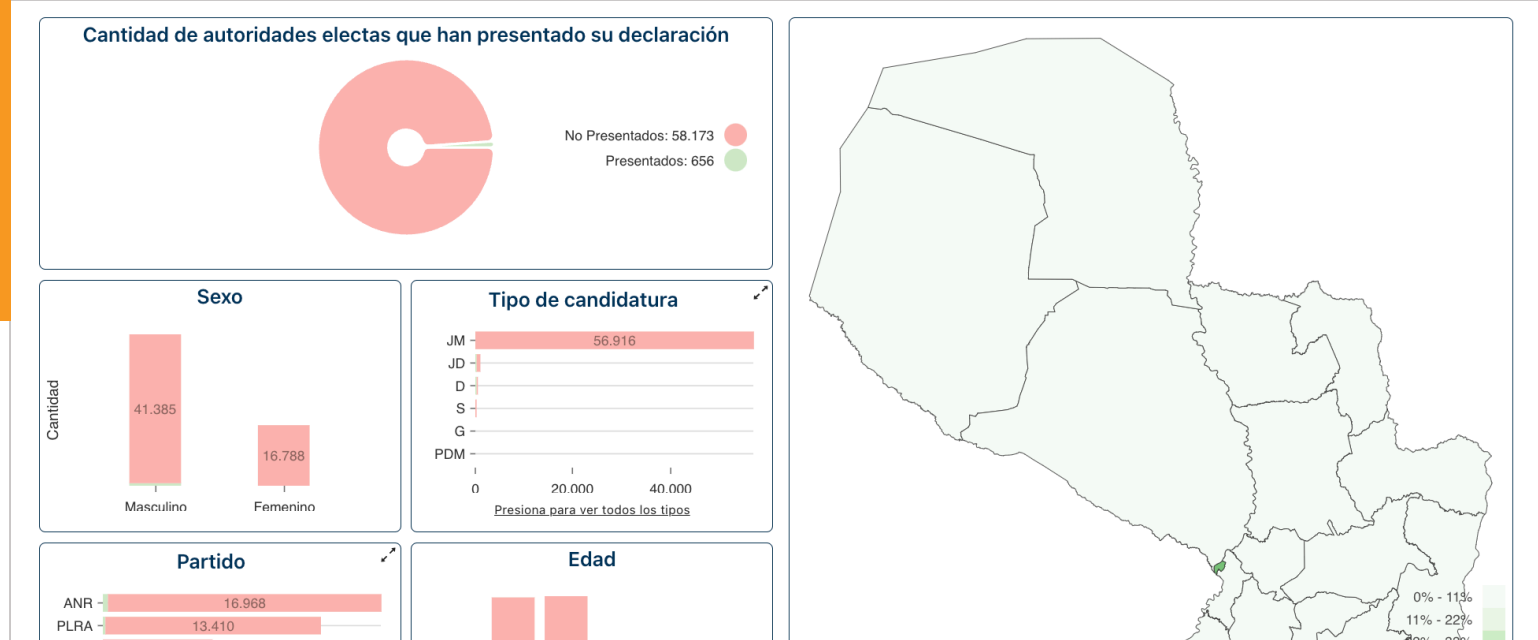 Cantidad de autoridades electas que han presentado su declaración
No Presentados: 58.173
Presentados: 656
Sexo
Cantidad
41.385
16.788
Masculino
Femenino
Tipo de candidatura
JM
56.916
JD
D
S
G
PDM
0
20.000
40.000
Presiona para ver todos los tipos
Partido
ANR
16.968
PLRA
13.410
Edad
0% - 11%
11% - 22%